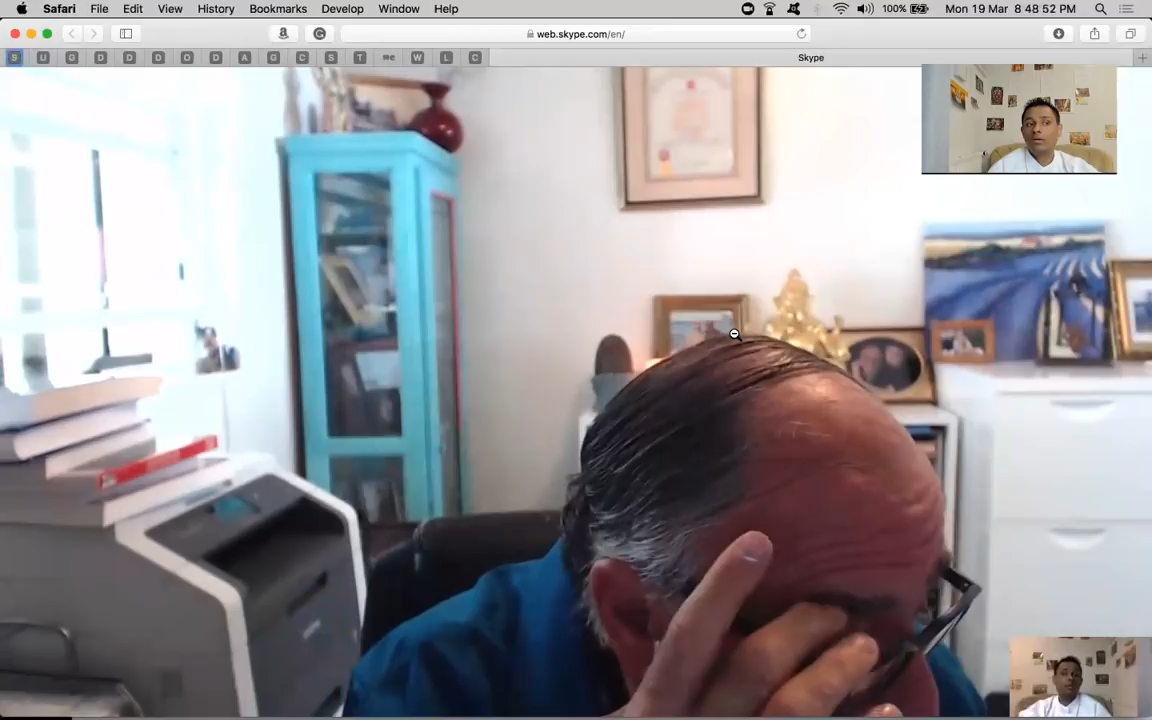 Safari File Edit View History Bookmarks Develop Window Help 100% Mon 19 Mar 8 48 52 PM
web.skype.com/en/
S U G D D D O D A G C S T me W L C Skype